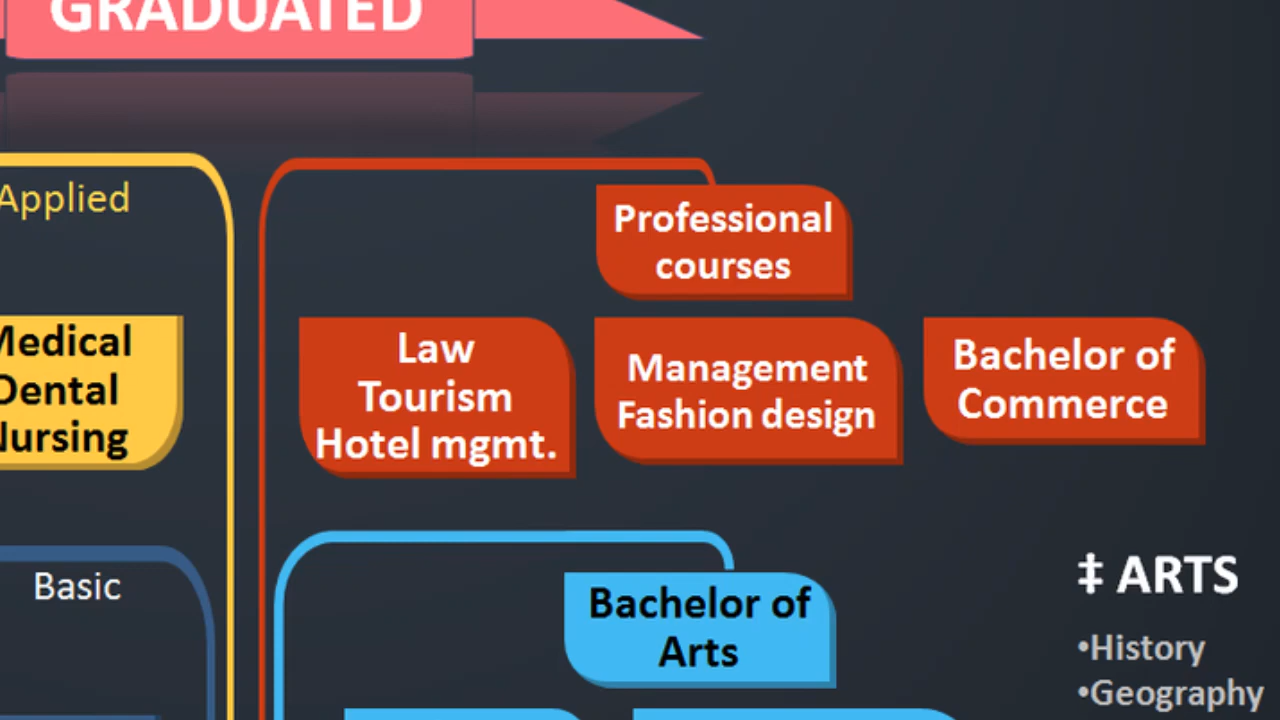 GRADUATED
Applied
Professional
courses
Medical
Dental
Nursing
Law
Tourism
Hotel mgmt.
Management
Fashion design
Bachelor of
Commerce
Basic
Bachelor of
Arts
‡ ARTS
•History
•Geography